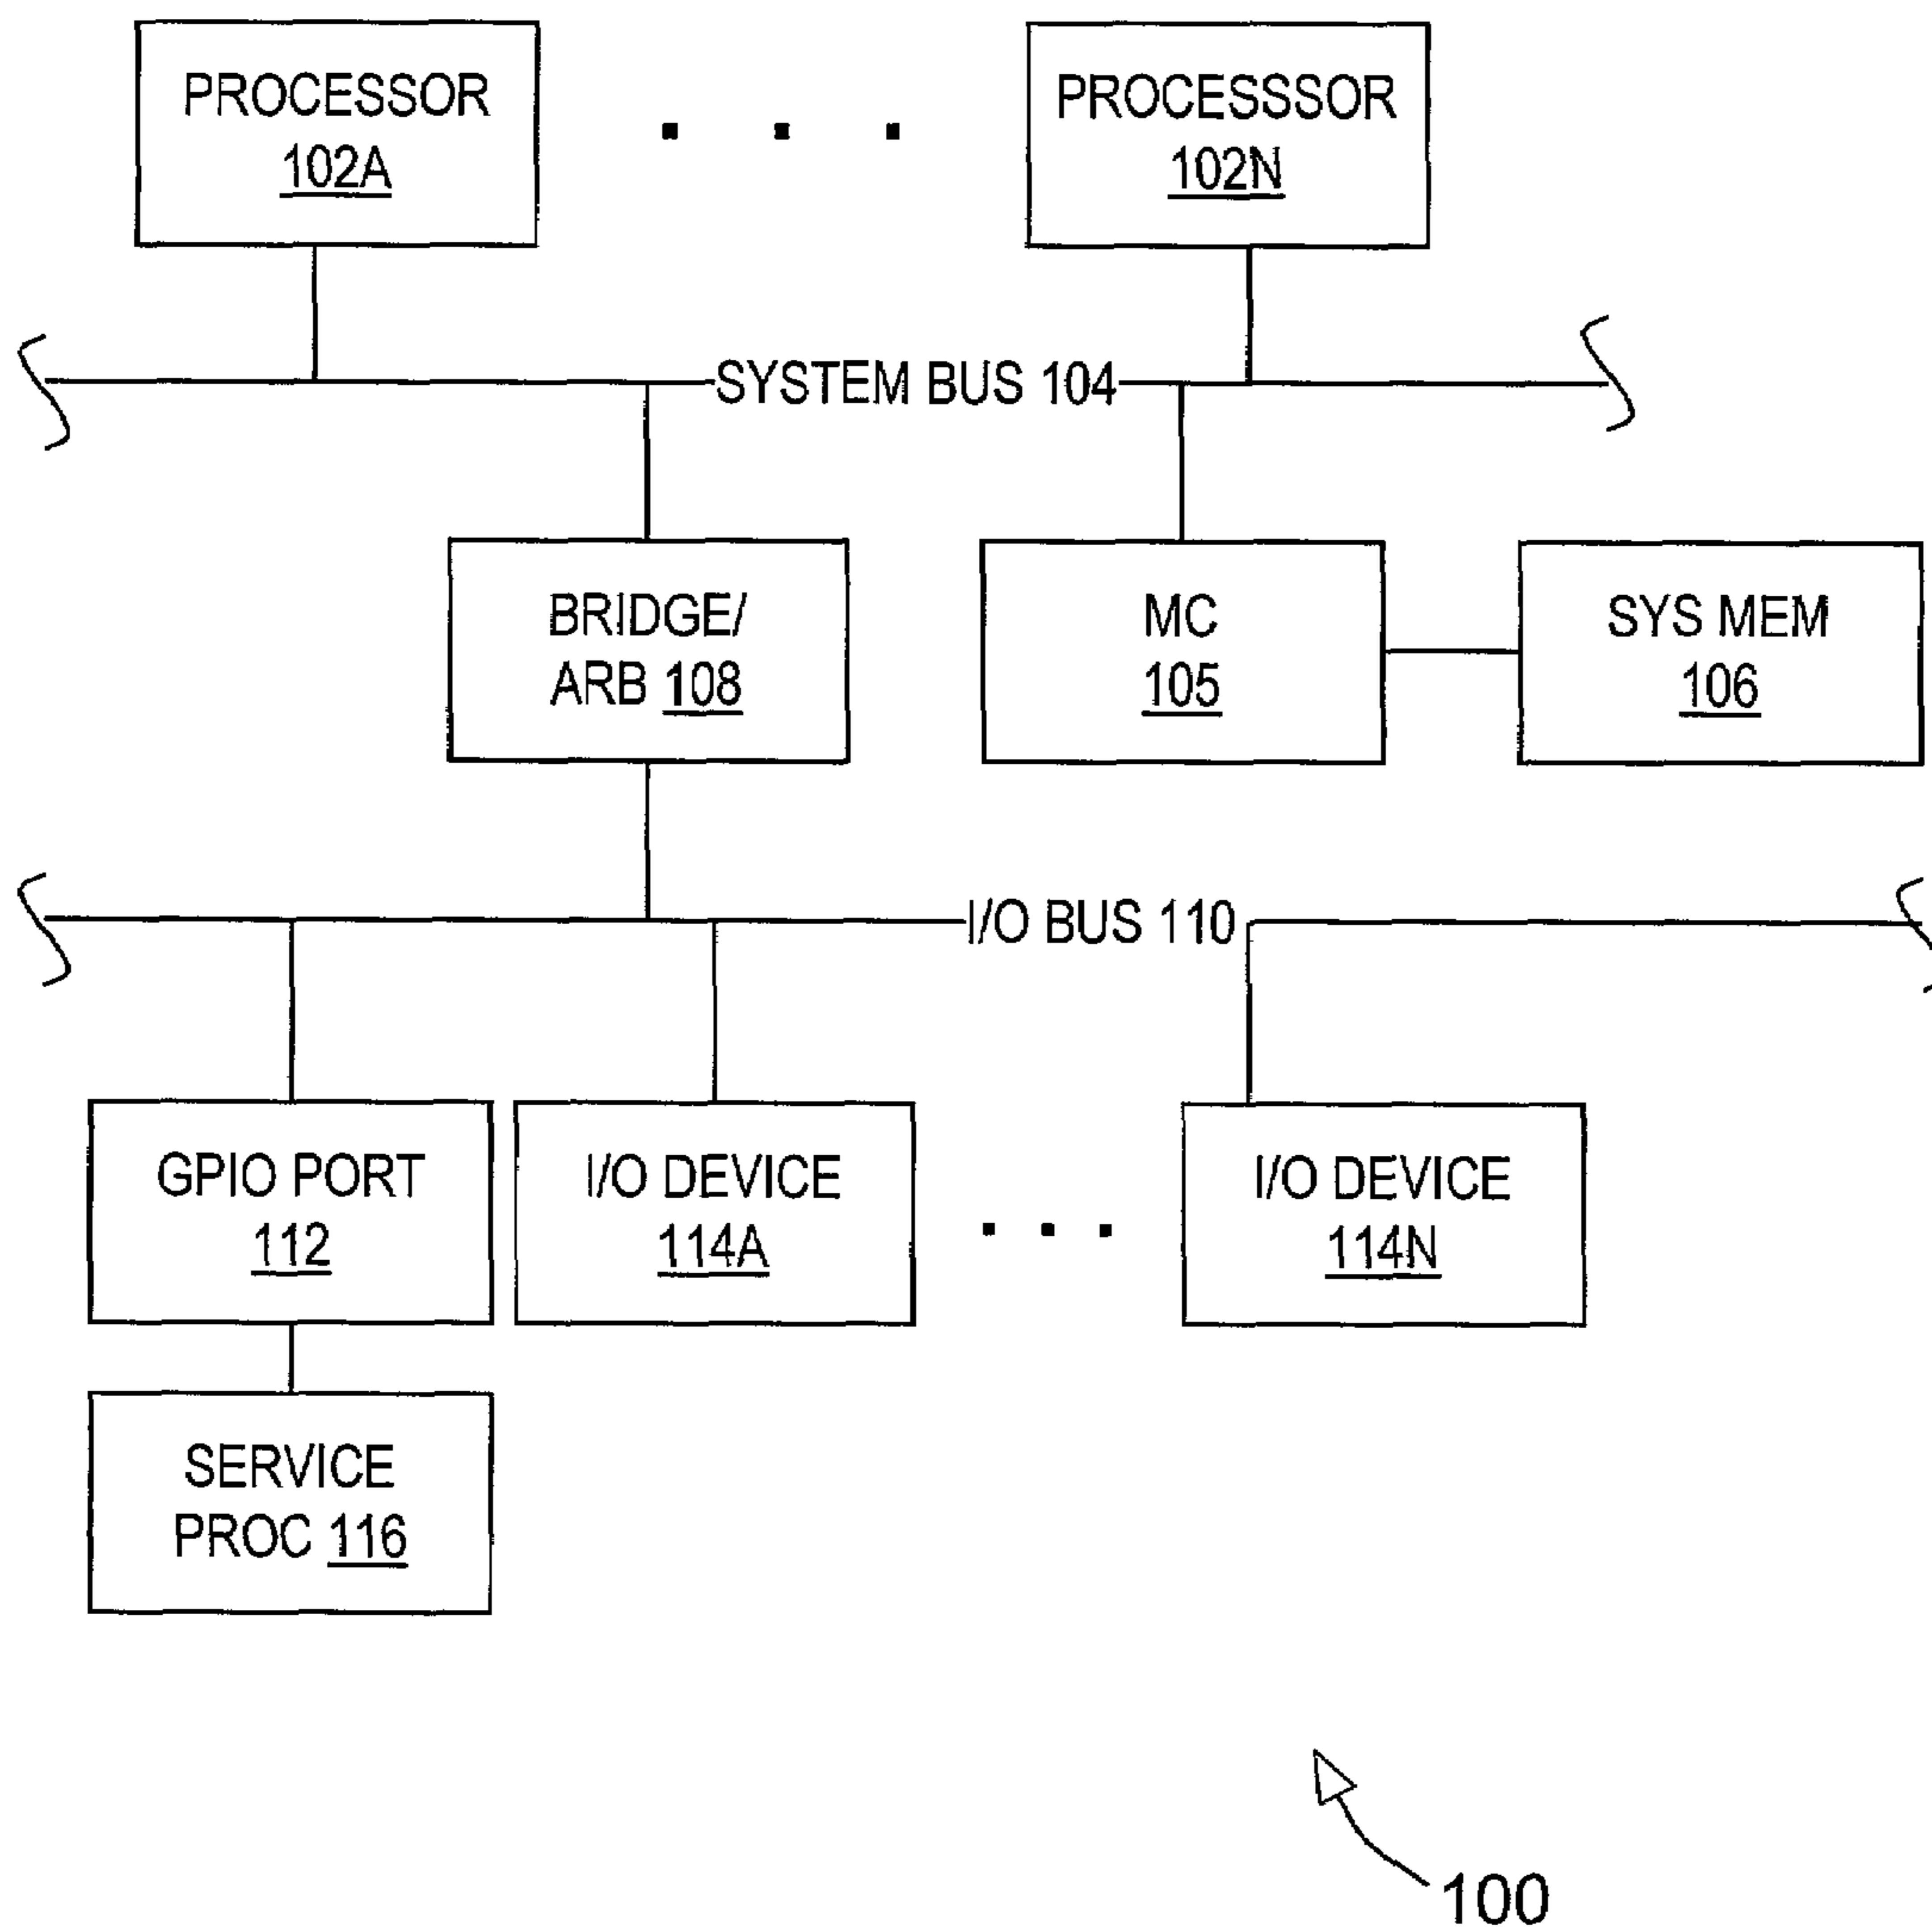 PROCESSOR
102A
PROCESSSOR
102N
SYSTEM BUS 104
BRIDGE/
ARB 108
MC
105
SYS MEM
106
I/O BUS 110
GPIO PORT
112
I/O DEVICE
114A
I/O DEVICE
114N
SERVICE
PROC 116
100